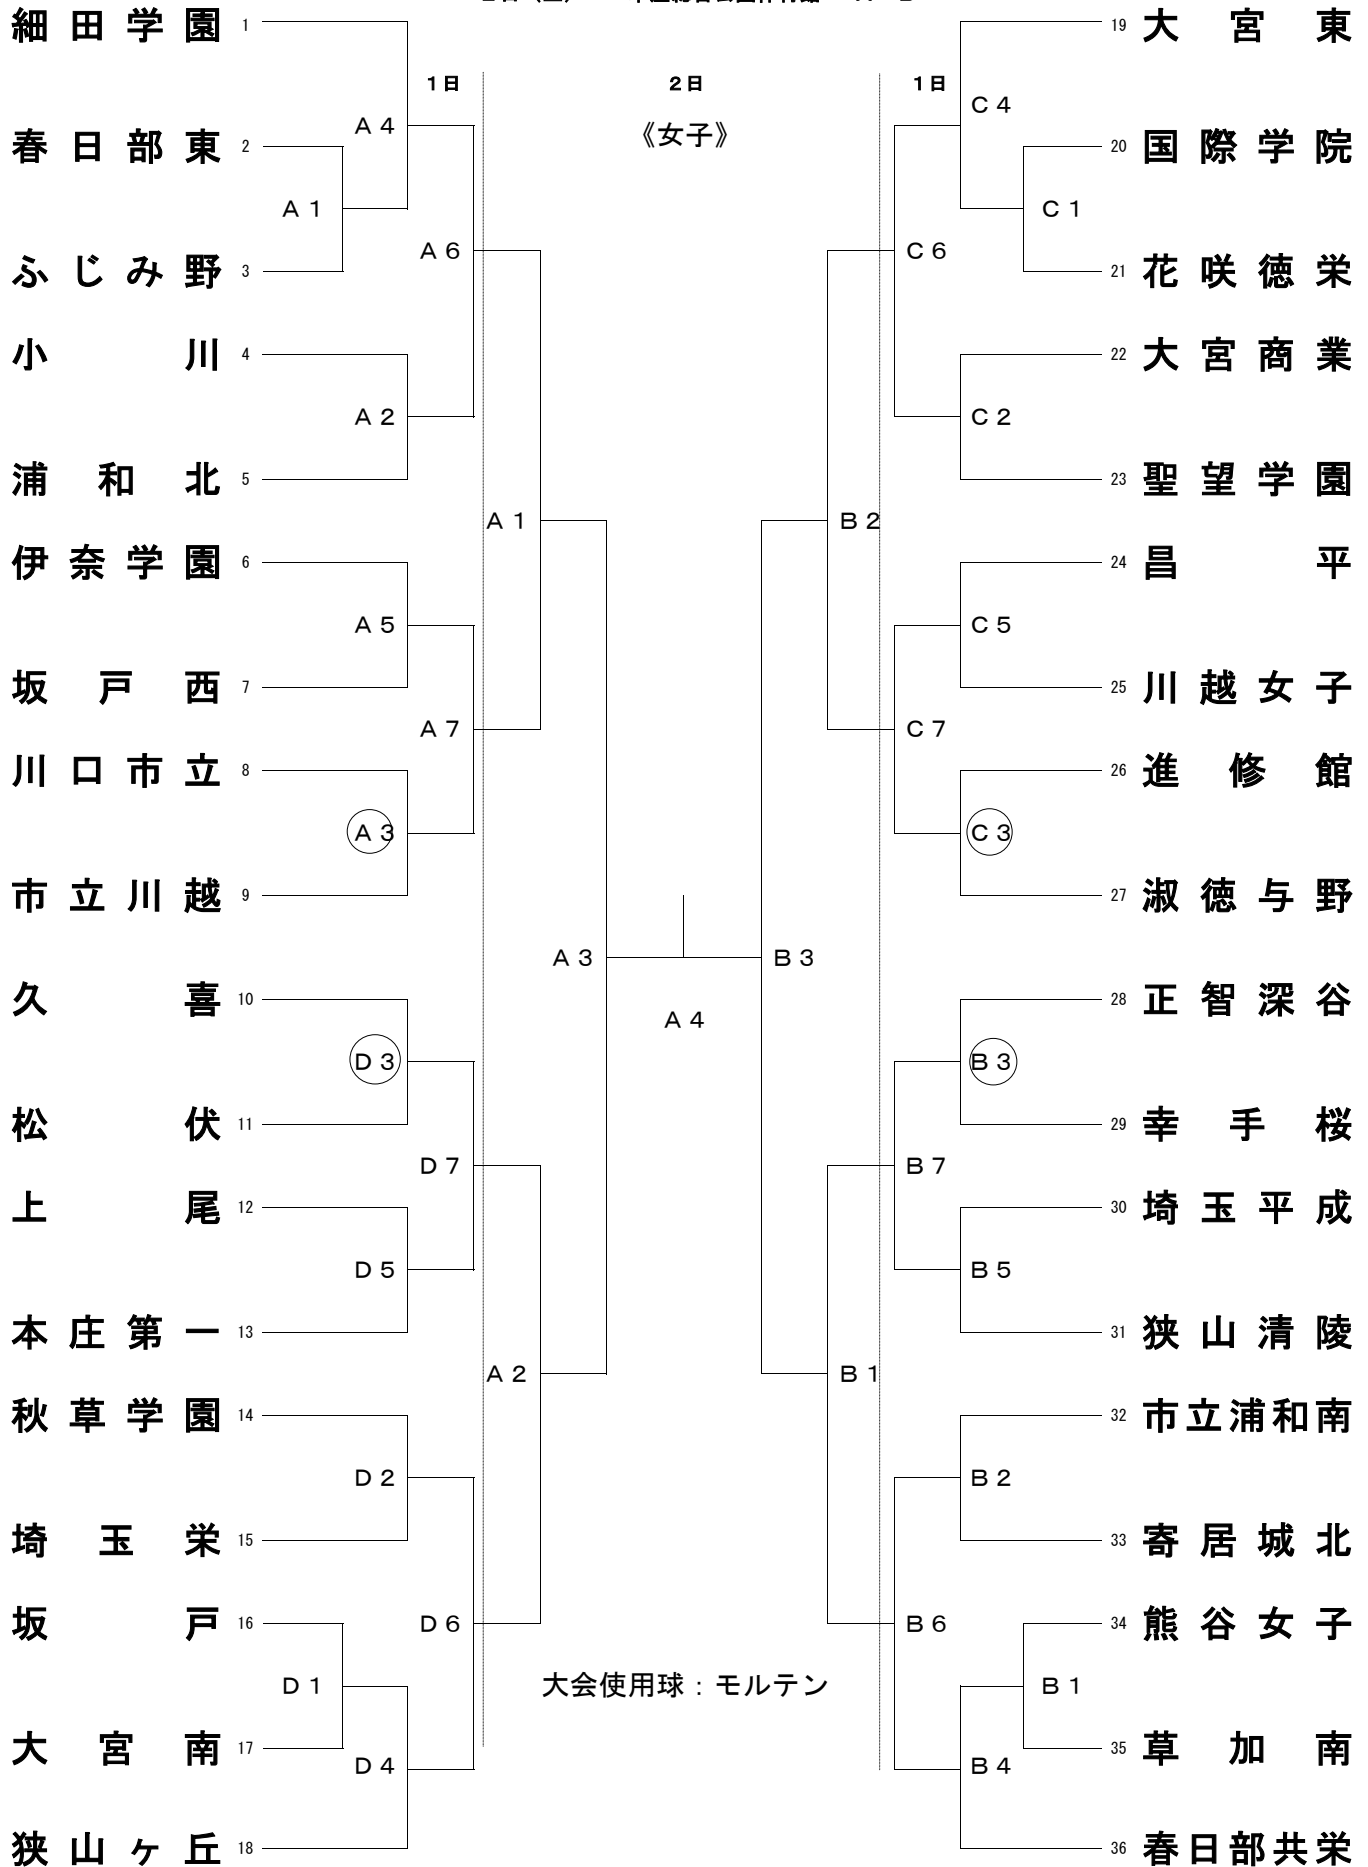 細田学園 1
19 大宮東
1日
2日
1日
C4
A4
《女子》
春日部東 2
20 国際学院
A1
C1
A6
C6
ふじみ野 3
21 花咲徳栄
小川 4
22 大宮商業
A2
C2
浦和北 5
23 聖望学園
A1
B2
伊奈学園 6
24 昌平
A5
C5
坂戸西 7
25 川越女子
A7
C7
川口市立 8
26 進修館
A3
C3
市立川越 9
27 淑徳与野
A3
B3
久喜 10
28 正智深谷
A4
D3
B3
松伏 11
29 幸手桜
D7
B7
上尾 12
30 埼玉平成
D5
B5
本庄第一 13
31 狭山清陵
A2
B1
秋草学園 14
32 市立浦和南
D2
B2
埼玉栄 15
33 寄居城北
坂戸 16
D6
B6
34 熊谷女子
D1
大会使用球：モルテン
B1
大宮南 17
35 草加南
D4
B4
狭山ヶ丘 18
36 春日部共栄